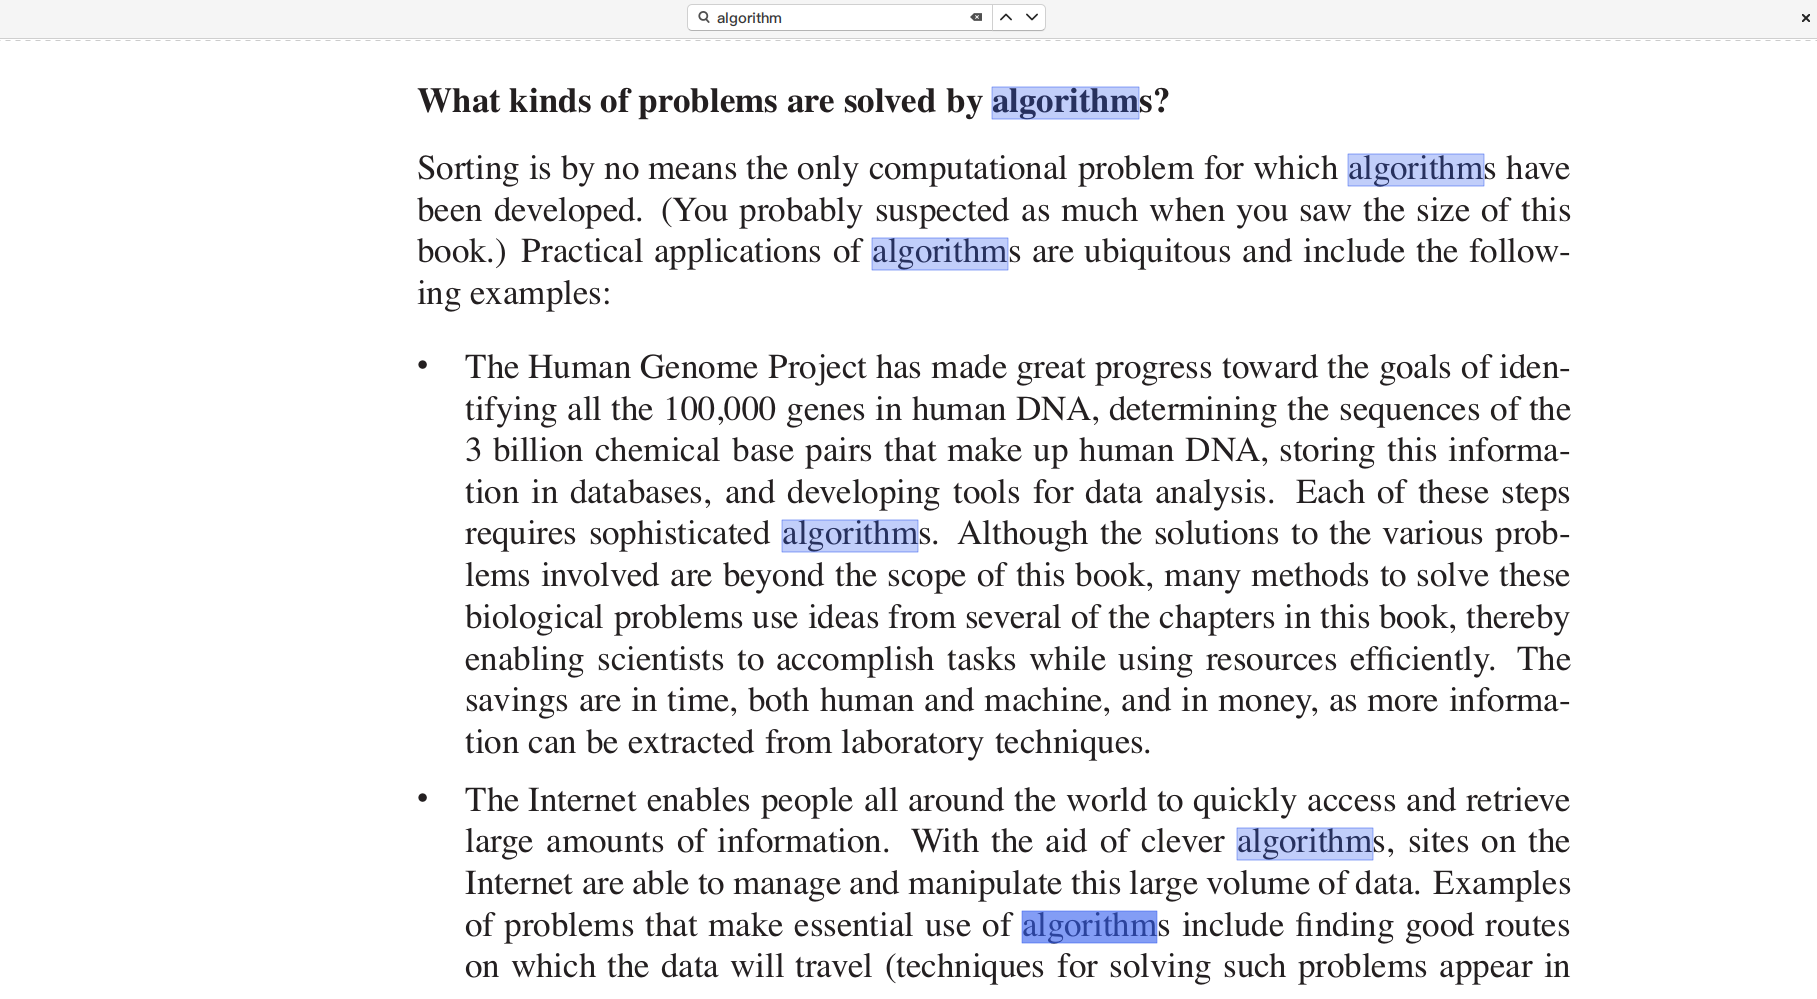 algorithm
What kinds of problems are solved by algorithms?
Sorting is by no means the only computational problem for which algorithms have
been developed. (You probably suspected as much when you saw the size of this
book.) Practical applications of algorithms are ubiquitous and include the follow-
ing examples:
• The Human Genome Project has made great progress toward the goals of iden-
tifying all the 100,000 genes in human DNA, determining the sequences of the
3 billion chemical base pairs that make up human DNA, storing this informa-
tion in databases, and developing tools for data analysis. Each of these steps
requires sophisticated algorithms. Although the solutions to the various prob-
lems involved are beyond the scope of this book, many methods to solve these
biological problems use ideas from several of the chapters in this book, thereby
enabling scientists to accomplish tasks while using resources efficiently. The
savings are in time, both human and machine, and in money, as more informa-
tion can be extracted from laboratory techniques.
• The Internet enables people all around the world to quickly access and retrieve
large amounts of information. With the aid of clever algorithms, sites on the
Internet are able to manage and manipulate this large volume of data. Examples
of problems that make essential use of algorithms include finding good routes
on which the data will travel (techniques for solving such problems appear in